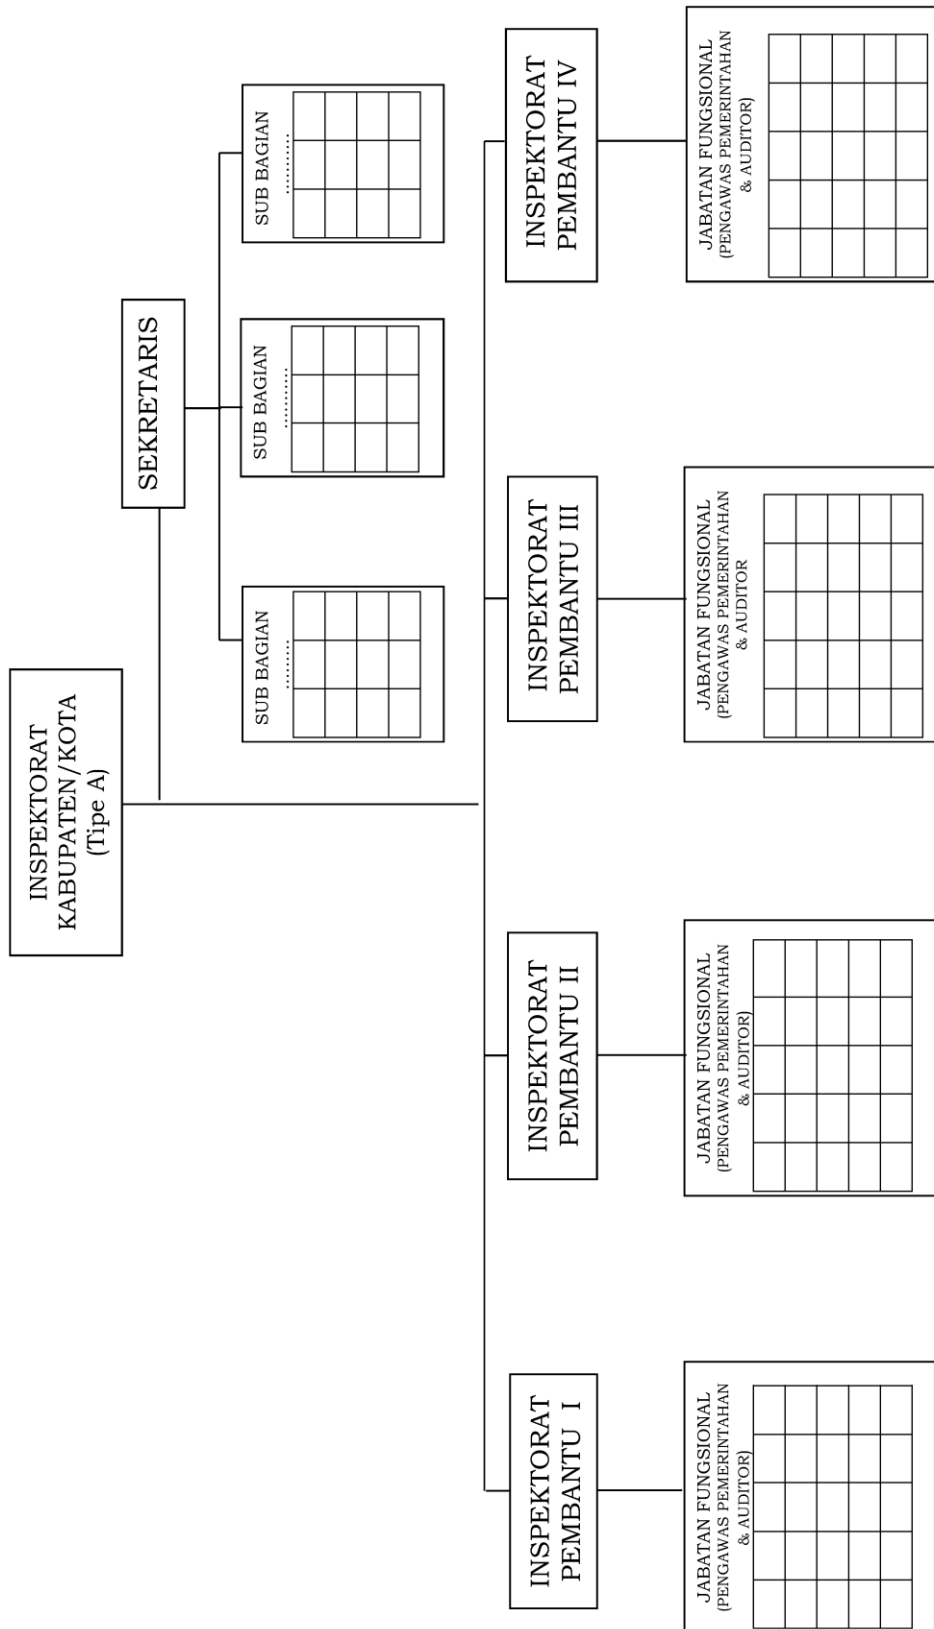 INSPEKTORAT
KABUPATEN/KOTA
(Tipe A)
SEKRETARIS
SUB BAGIAN
...........
SUB BAGIAN
.............
SUB BAGIAN
.............
INSPEKTORAT
PEMBANTU  I
INSPEKTORAT
PEMBANTU II
INSPEKTORAT
PEMBANTU III
INSPEKTORAT
PEMBANTU IV
JABATAN FUNGSIONAL
(PENGAWAS PEMERINTAHAN
& AUDITOR)
JABATAN FUNGSIONAL
(PENGAWAS PEMERINTAHAN
& AUDITOR)
JABATAN FUNGSIONAL
(PENGAWAS PEMERINTAHAN
& AUDITOR
JABATAN FUNGSIONAL
(PENGAWAS PEMERINTAHAN
& AUDITOR)